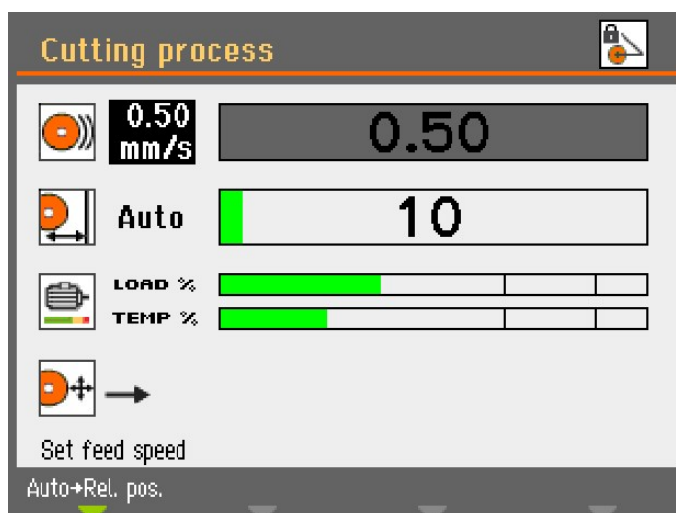 Cutting process
0.50
mm/s
0.50
Auto
10
LOAD %
TEMP %
Set feed speed
Auto→Rel. pos.